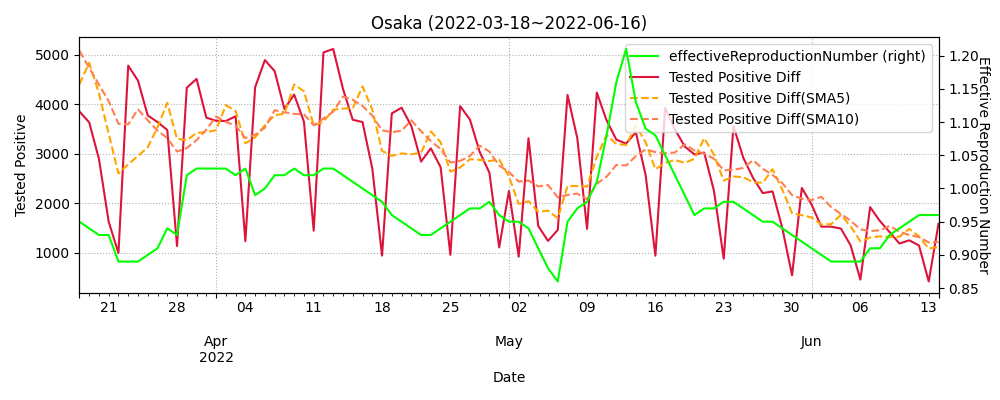 Osaka (2022-03-18~2022-06-16)
effectiveReproductionNumber (right)
Tested Positive Diff
Tested Positive Diff(SMA5)
Tested Positive Diff(SMA10)
Tested Positive
5000
4000
3000
2000
1000
Effective Reproduction Number
1.20
1.15
1.10
1.05
1.00
0.95
0.90
0.85
21 28 04 11 18 25 02 09 16 23 30 06 13
Apr May Jun
2022
Date